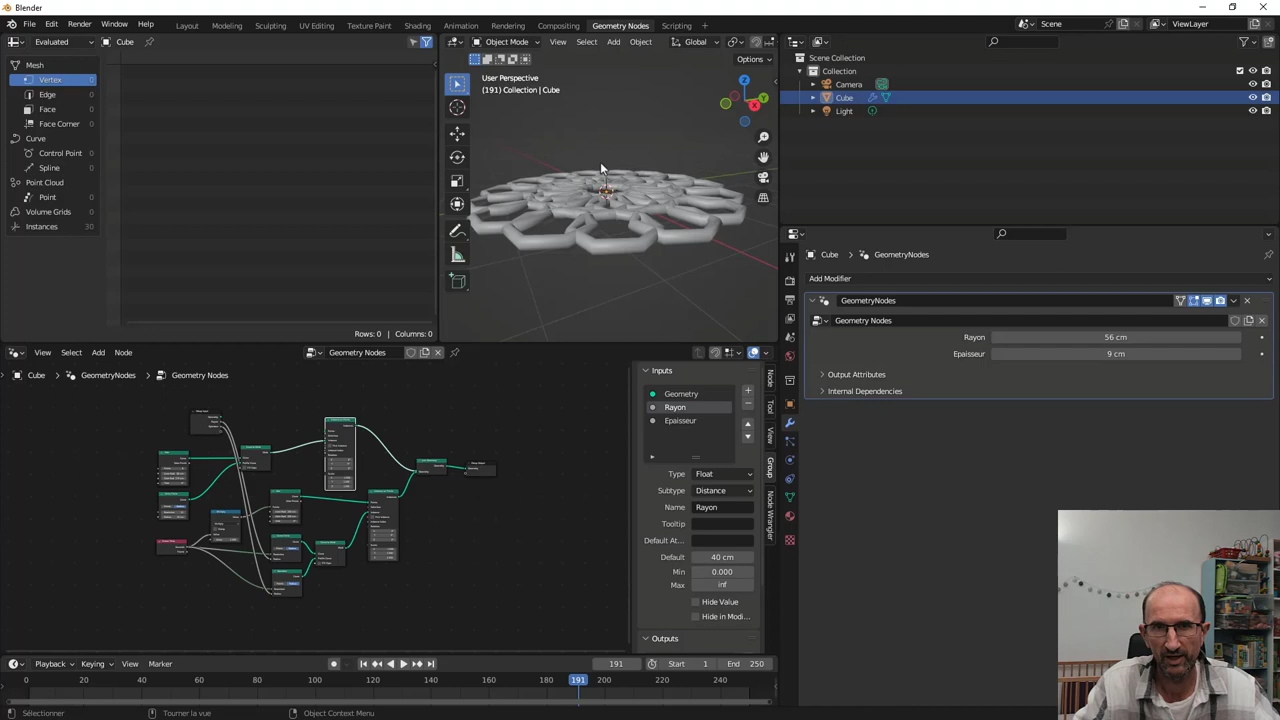 Blender
File Edit Render Window Help
Layout Modeling Sculpting UV Editing Texture Paint Shading Animation Rendering Compositing Geometry Nodes Scripting +
Scene
ViewLayer
Evaluated
Cube
Mesh
Vertex 0
Edge 0
Face 0
Face Corner 0
Curve
Control Point 0
Spline 0
Point Cloud
Point 0
Volume Grids
Instances 30
Rows: 0 | Columns: 0
Object Mode View Select Add Object Global
Options
User Perspective
(191) Collection | Cube
Z
Y
X
Scene Collection
Collection
Camera
Cube
Light
Cube > GeometryNodes
Add Modifier
GeometryNodes
Geometry Nodes
Rayon 56 cm
Epaisseur 9 cm
Output Attributes
Internal Dependencies
View Select Add Node
Geometry Nodes
Cube > GeometryNodes > Geometry Nodes
Inputs
Geometry
Rayon
Epaisseur
Type Float
Subtype Distance
Name Rayon
Tooltip
Default At...
Default 40 cm
Min 0.000
Max inf
Hide Value
Hide in Modi...
Outputs
Node
Tool
View
Group
Node Wrangler
Playback Keying View Marker
191
Start 1
End 250
0 20 40 60 80 100 120 140 160 191 200 220 240
Sélectionner
Tourner la vue
Object Context Menu